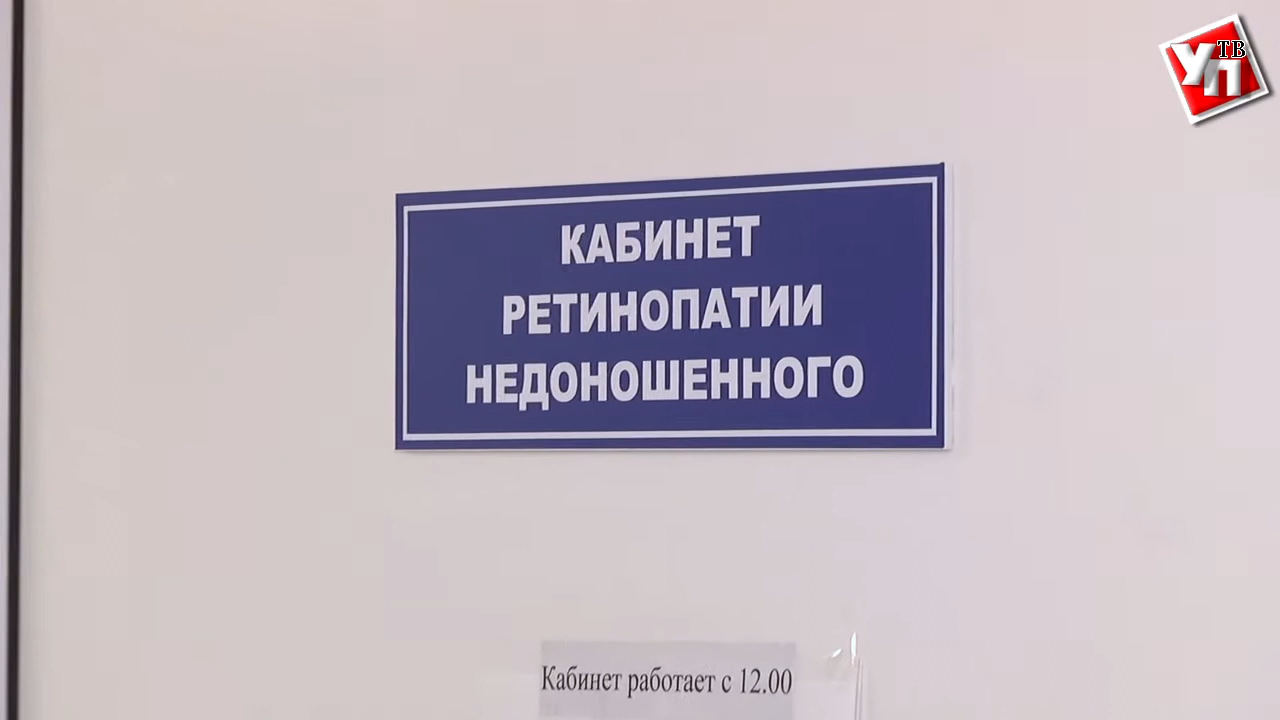 УП
ТВ
КАБИНЕТ
РЕТИНОПАТИИ
НЕДОНОШЕННОГО
Кабинет работает с 12.00